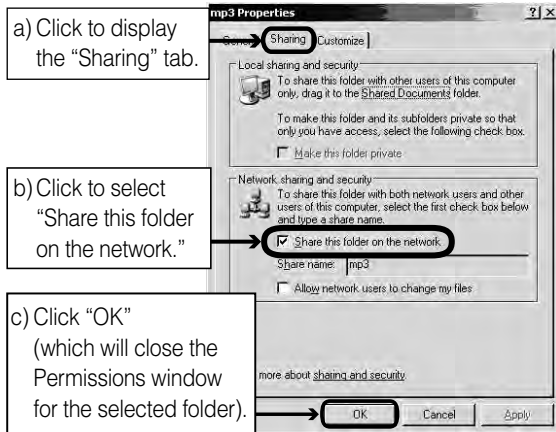 a) Click to display
the “Sharing” tab.
mp3 Properties
Sharing
Customize
Local sharing and security
To share this folder with other users of this computer
only, drag it to the Shared Documents folder.
To make this folder and its subfolders private so that
only you have access, select the following check box.
Make this folder private
b) Click to select
“Share this folder
on the network.”
Network sharing and security
To share this folder with both network users and other
users of this computer, select the first check box below
and type a share name.
Share this folder on the network
Share name: mp3
Allow network users to change my files
c) Click “OK”
(which will close the
Permissions window
for the selected folder).
more about sharing and security.
OK Cancel Apply